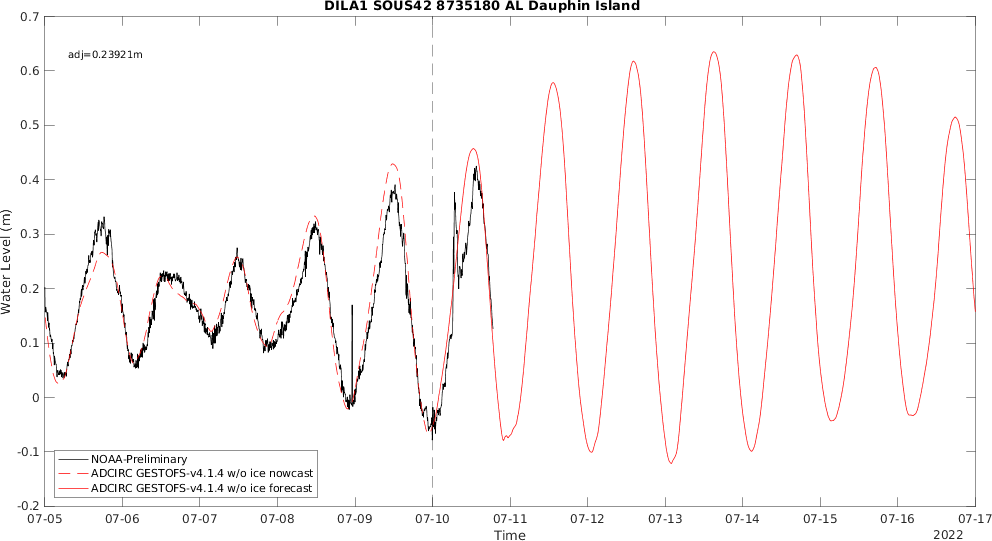 DILA1 SOUS42 8735180 AL Dauphin Island
0.7
adj=0.23921m
0.6
0.5
0.4
0.3
0.2
0.1
0
-0.1
-0.2
Water Level (m)
NOAA-Preliminary
ADCIRC GESTOFS-v4.1.4 w/o ice nowcast
ADCIRC GESTOFS-v4.1.4 w/o ice forecast
07-05 07-06 07-07 07-08 07-09 07-10 07-11 07-12 07-13 07-14 07-15 07-16 07-17
Time
2022